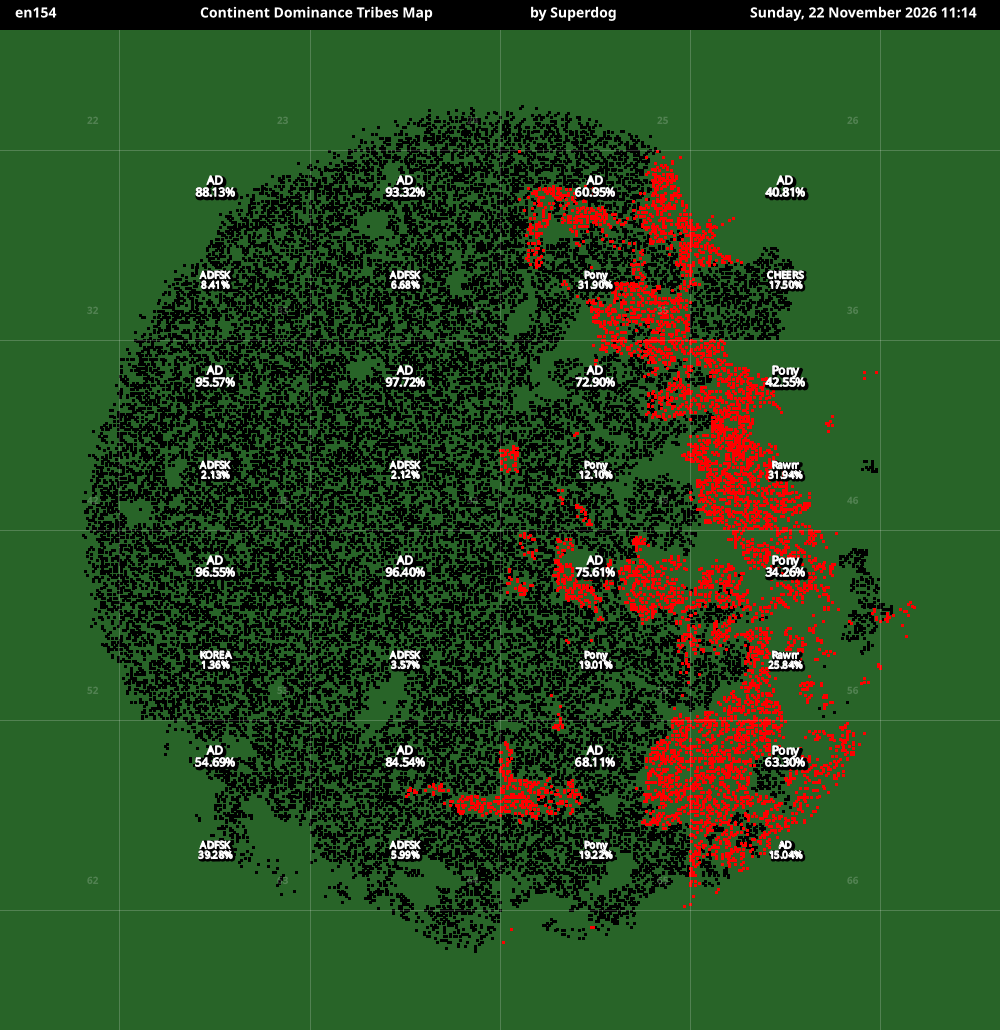 en154 Continent Dominance Tribes Map by Superdog Sunday, 22 November 2026 11:14
22 23 25 26
AD AD AD AD
88.13% 93.32% 60.95% 40.81%
ADFSK ADFSK Pony CHEERS
8.41% 6.68% 31.90% 17.50%
32 35 36
AD AD AD Pony
95.57% 97.72% 72.90% 42.55%
ADFSK ADFSK Pony Rawrr
2.13% 2.12% 12.10% 31.94%
46
AD AD AD Pony
96.55% 96.40% 75.61% 34.26%
KOREA ADFSK Pony Rawrr
1.36% 3.57% 19.01% 25.84%
52 56
AD AD AD Pony
54.69% 84.54% 68.11% 63.30%
ADFSK ADFSK Pony AD
39.28% 5.99% 19.22% 15.04%
62 66